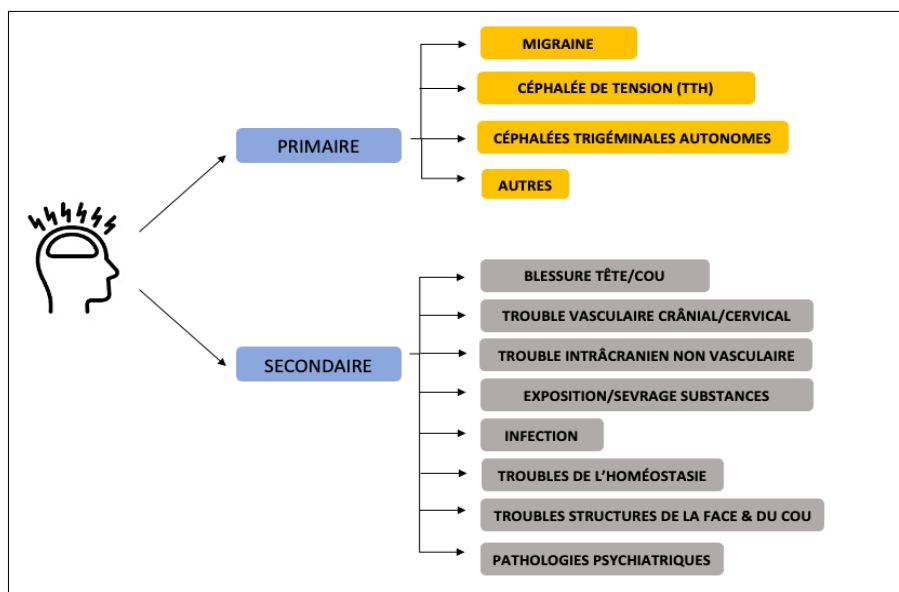 MIGRAINE
CÉPHALÉE DE TENSION (TTH)
PRIMAIRE
CÉPHALÉES TRIGÉMINALES AUTONOMES
AUTRES
BLESSURE TÊTE/COU
TROUBLE VASCULAIRE CRÂNIAL/CERVICAL
TROUBLE INTRÂCRANIEN NON VASCULAIRE
SECONDAIRE
EXPOSITION/SEVRAGE SUBSTANCES
INFECTION
TROUBLES DE L'HOMÉOSTASIE
TROUBLES STRUCTURES DE LA FACE & DU COU
PATHOLOGIES PSYCHIATRIQUES